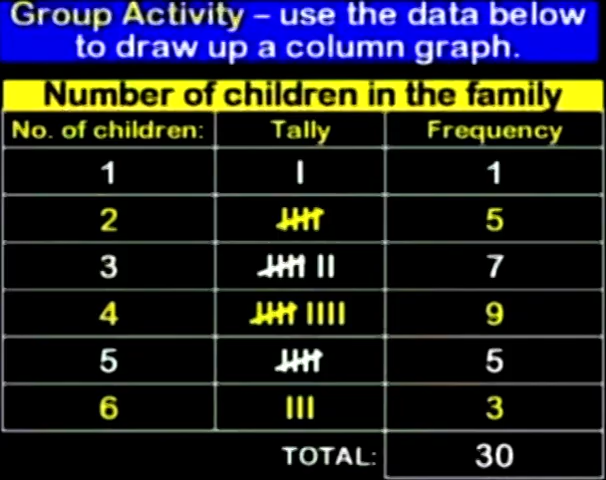 Group Activity – use the data below
to draw up a column graph.
Number of children in the family
No. of children: Tally Frequency
1 I 1
2 𝍸 5
3 𝍸 II 7
4 𝍸 IIII 9
5 𝍸 5
6 III 3
TOTAL: 30